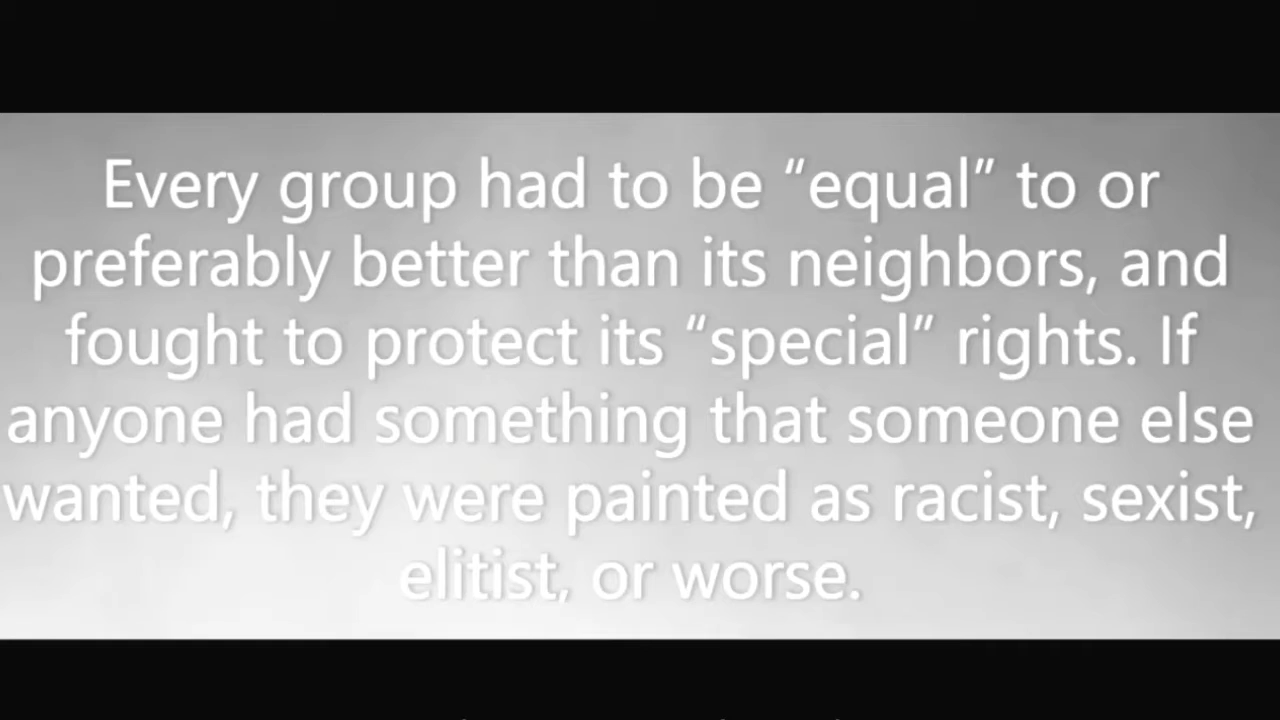 Every group had to be “equal” to or
preferably better than its neighbors, and
fought to protect its “special” rights. If
anyone had something that someone else
wanted, they were painted as racist, sexist,
elitist, or worse.